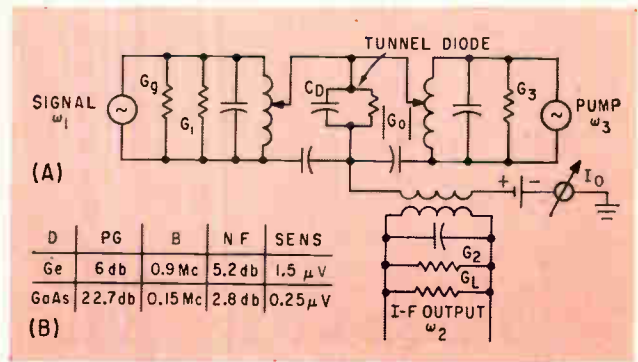 TUNNEL DIODE
SIGNAL
ω1
Gg
G1
CD
|G0|
G3
PUMP
ω3
(A)
+ -
I0
G2
GL
I-F OUTPUT
ω2
D PG B NF SENS
Ge 6 db 0.9 Mc 5.2 db 1.5 μV
GaAs 22.7 db 0.15 Mc 2.8 db 0.25 μV
(B)